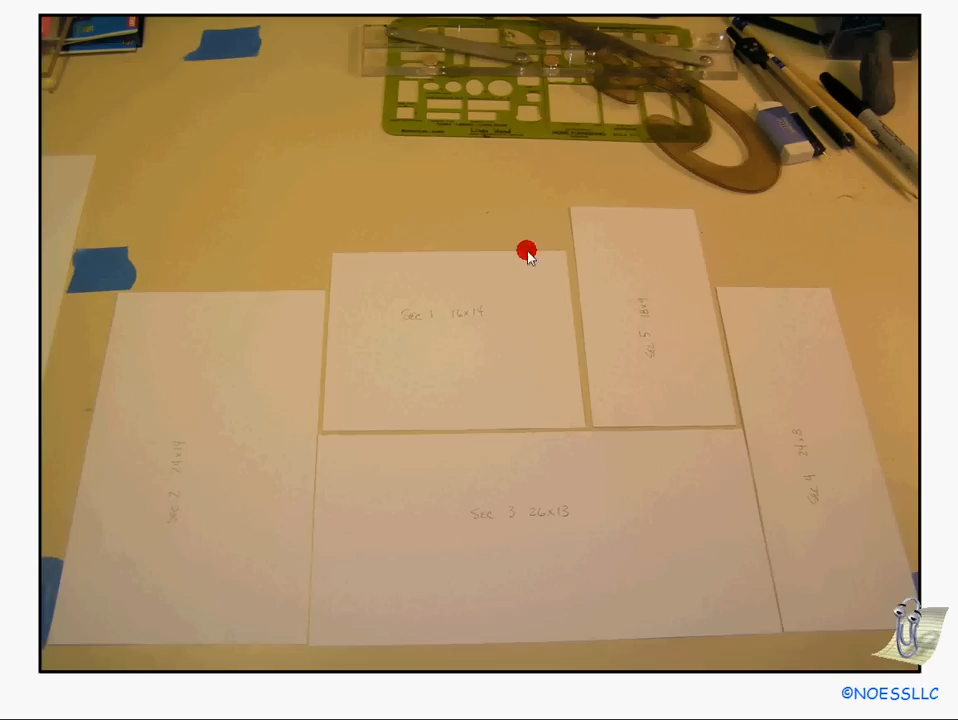 Sec 1 16x14
Sec 5 18x9
Sec 2 24x14
Sec 4 24x8
Sec 3 26x13
©NOESSLLC